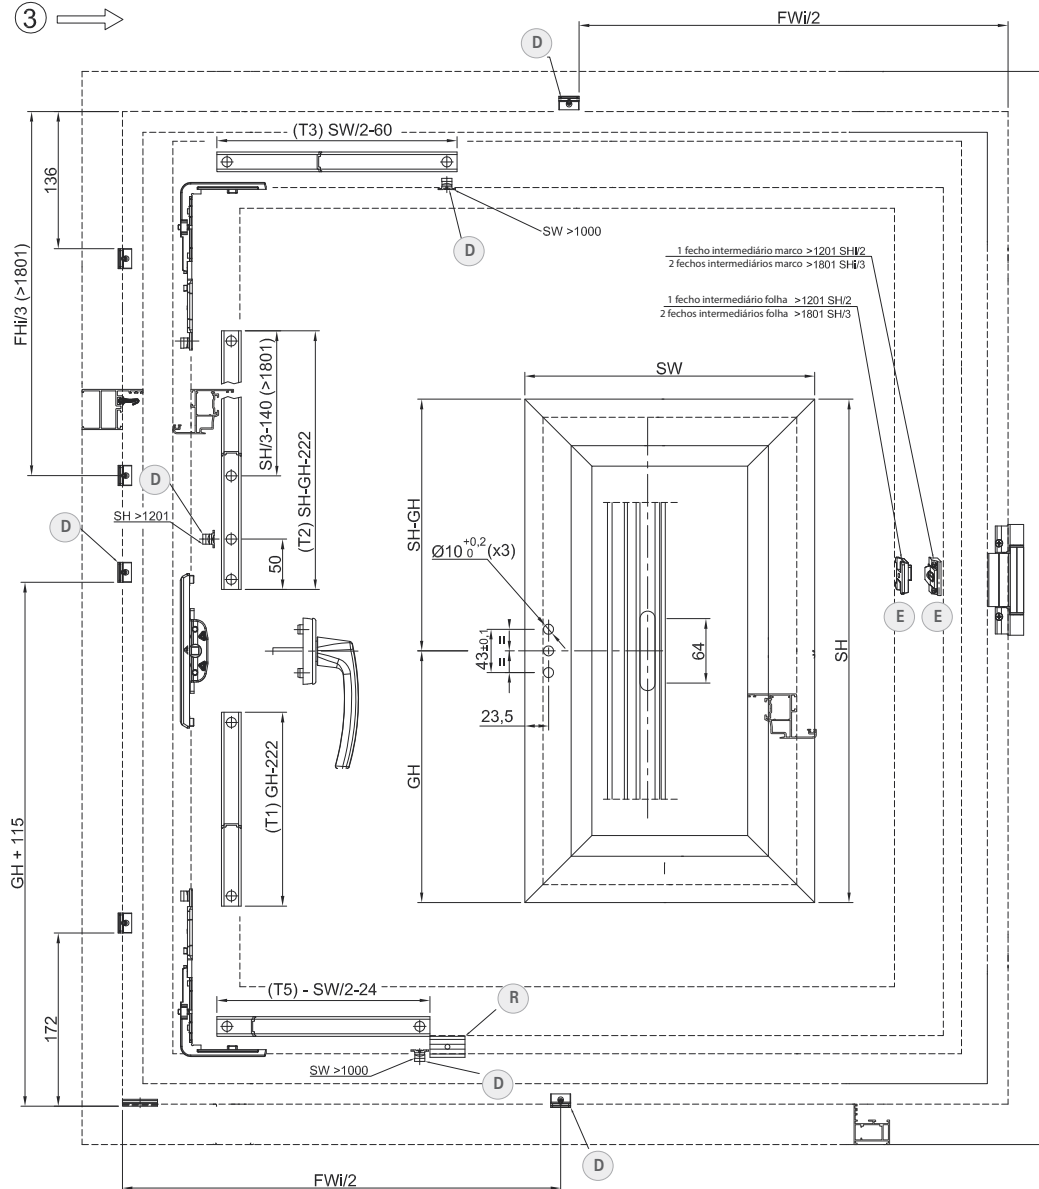 3
FWi/2
D
(T3) SW/2-60
136
SW >1000
D
1 fecho intermediário marco >1201 SHi/2
2 fechos intermediários marco >1801 SHi/3
FHi/3 (>1801)
1 fecho intermediário folha >1201 SH/2
2 fechos intermediários folha >1801 SH/3
SW
SH/3-140 (>1801)
(T2) SH-GH-222
SH-GH
D
SH >1201
D
50
Ø10 +0,2 0 (x3)
E
E
43±0,1
=
=
64
SH
23,5
(T1) GH-222
GH
GH + 115
(T5) - SW/2-24
R
172
SW >1000
D
D
FWi/2